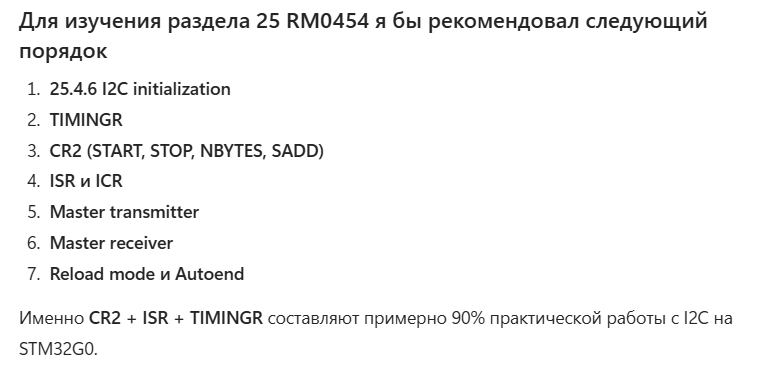 Для изучения раздела 25 RM0454 я бы рекомендовал следующий
порядок
1. 25.4.6 I2C initialization
2. TIMINGR
3. CR2 (START, STOP, NBYTES, SADD)
4. ISR и ICR
5. Master transmitter
6. Master receiver
7. Reload mode и Autoend
Именно CR2 + ISR + TIMINGR составляют примерно 90% практической работы с I2C на
STM32G0.